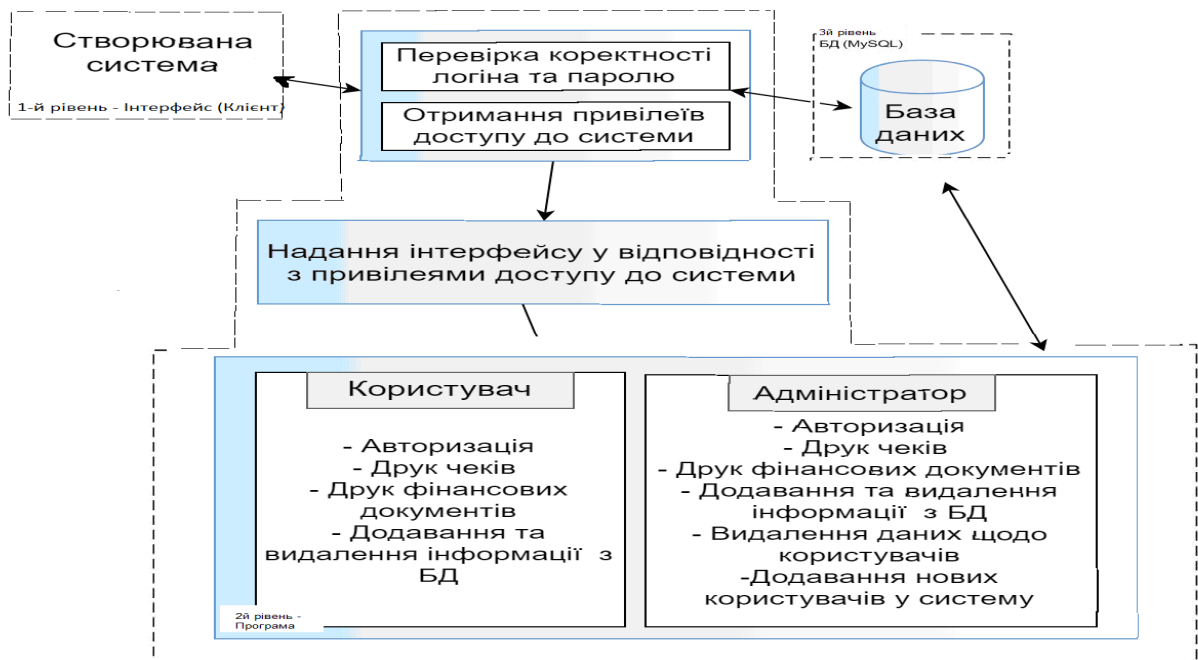 Створювана
система
1-й рівень - Інтерфейс (Клієнт)
Перевірка коректності
логіна та паролю
Отримання привілеїв
доступу до системи
3й рівень
БД (MySQL)
База
даних
Надання інтерфейсу у відповідності
з привілеями доступу до системи
Користувач
- Авторизація
- Друк чеків
- Друк фінансових
документів
- Додавання та
видалення інформації з
БД
2й рівень -
Програма
Адміністратор
- Авторизація
- Друк чеків
- Друк фінансових документів
- Додавання та видалення
інформації з БД
- Видалення даних щодо
користувачів
-Додавання нових
користувачів у систему